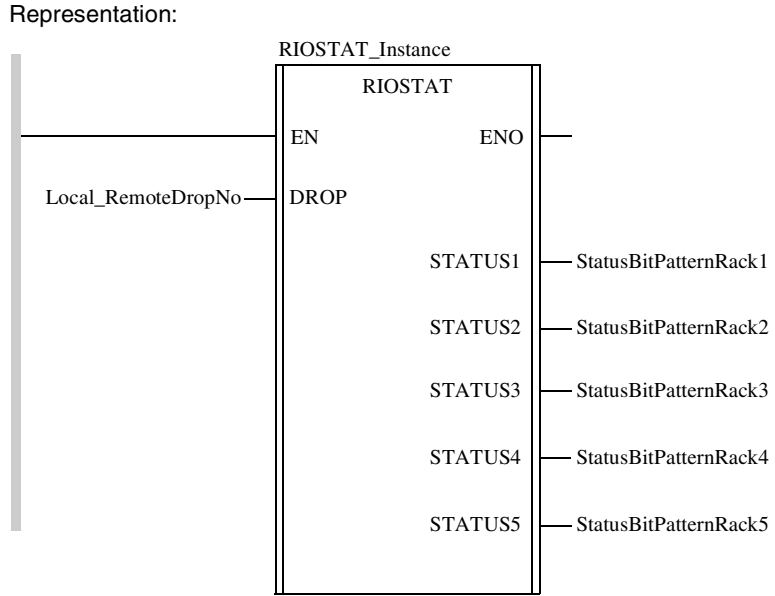 Representation:
RIOSTAT_Instance
RIOSTAT
EN ENO
Local_RemoteDropNo DROP
STATUS1 StatusBitPatternRack1
STATUS2 StatusBitPatternRack2
STATUS3 StatusBitPatternRack3
STATUS4 StatusBitPatternRack4
STATUS5 StatusBitPatternRack5